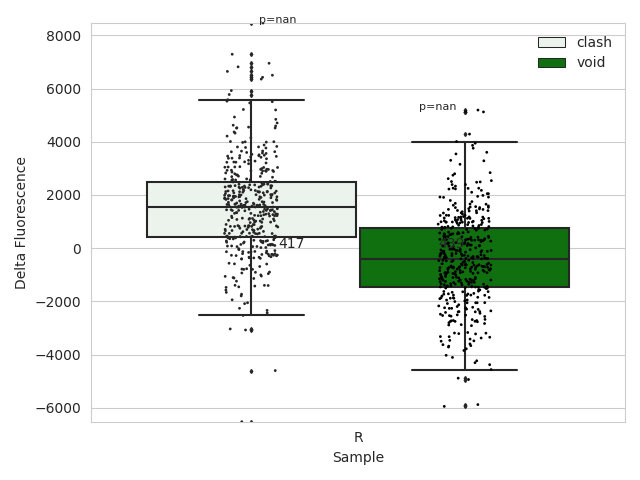 p=nan
8000
clash
void
6000
p=nan
4000
2000
417
0
−2000
−4000
−6000
Delta Fluorescence
R
Sample